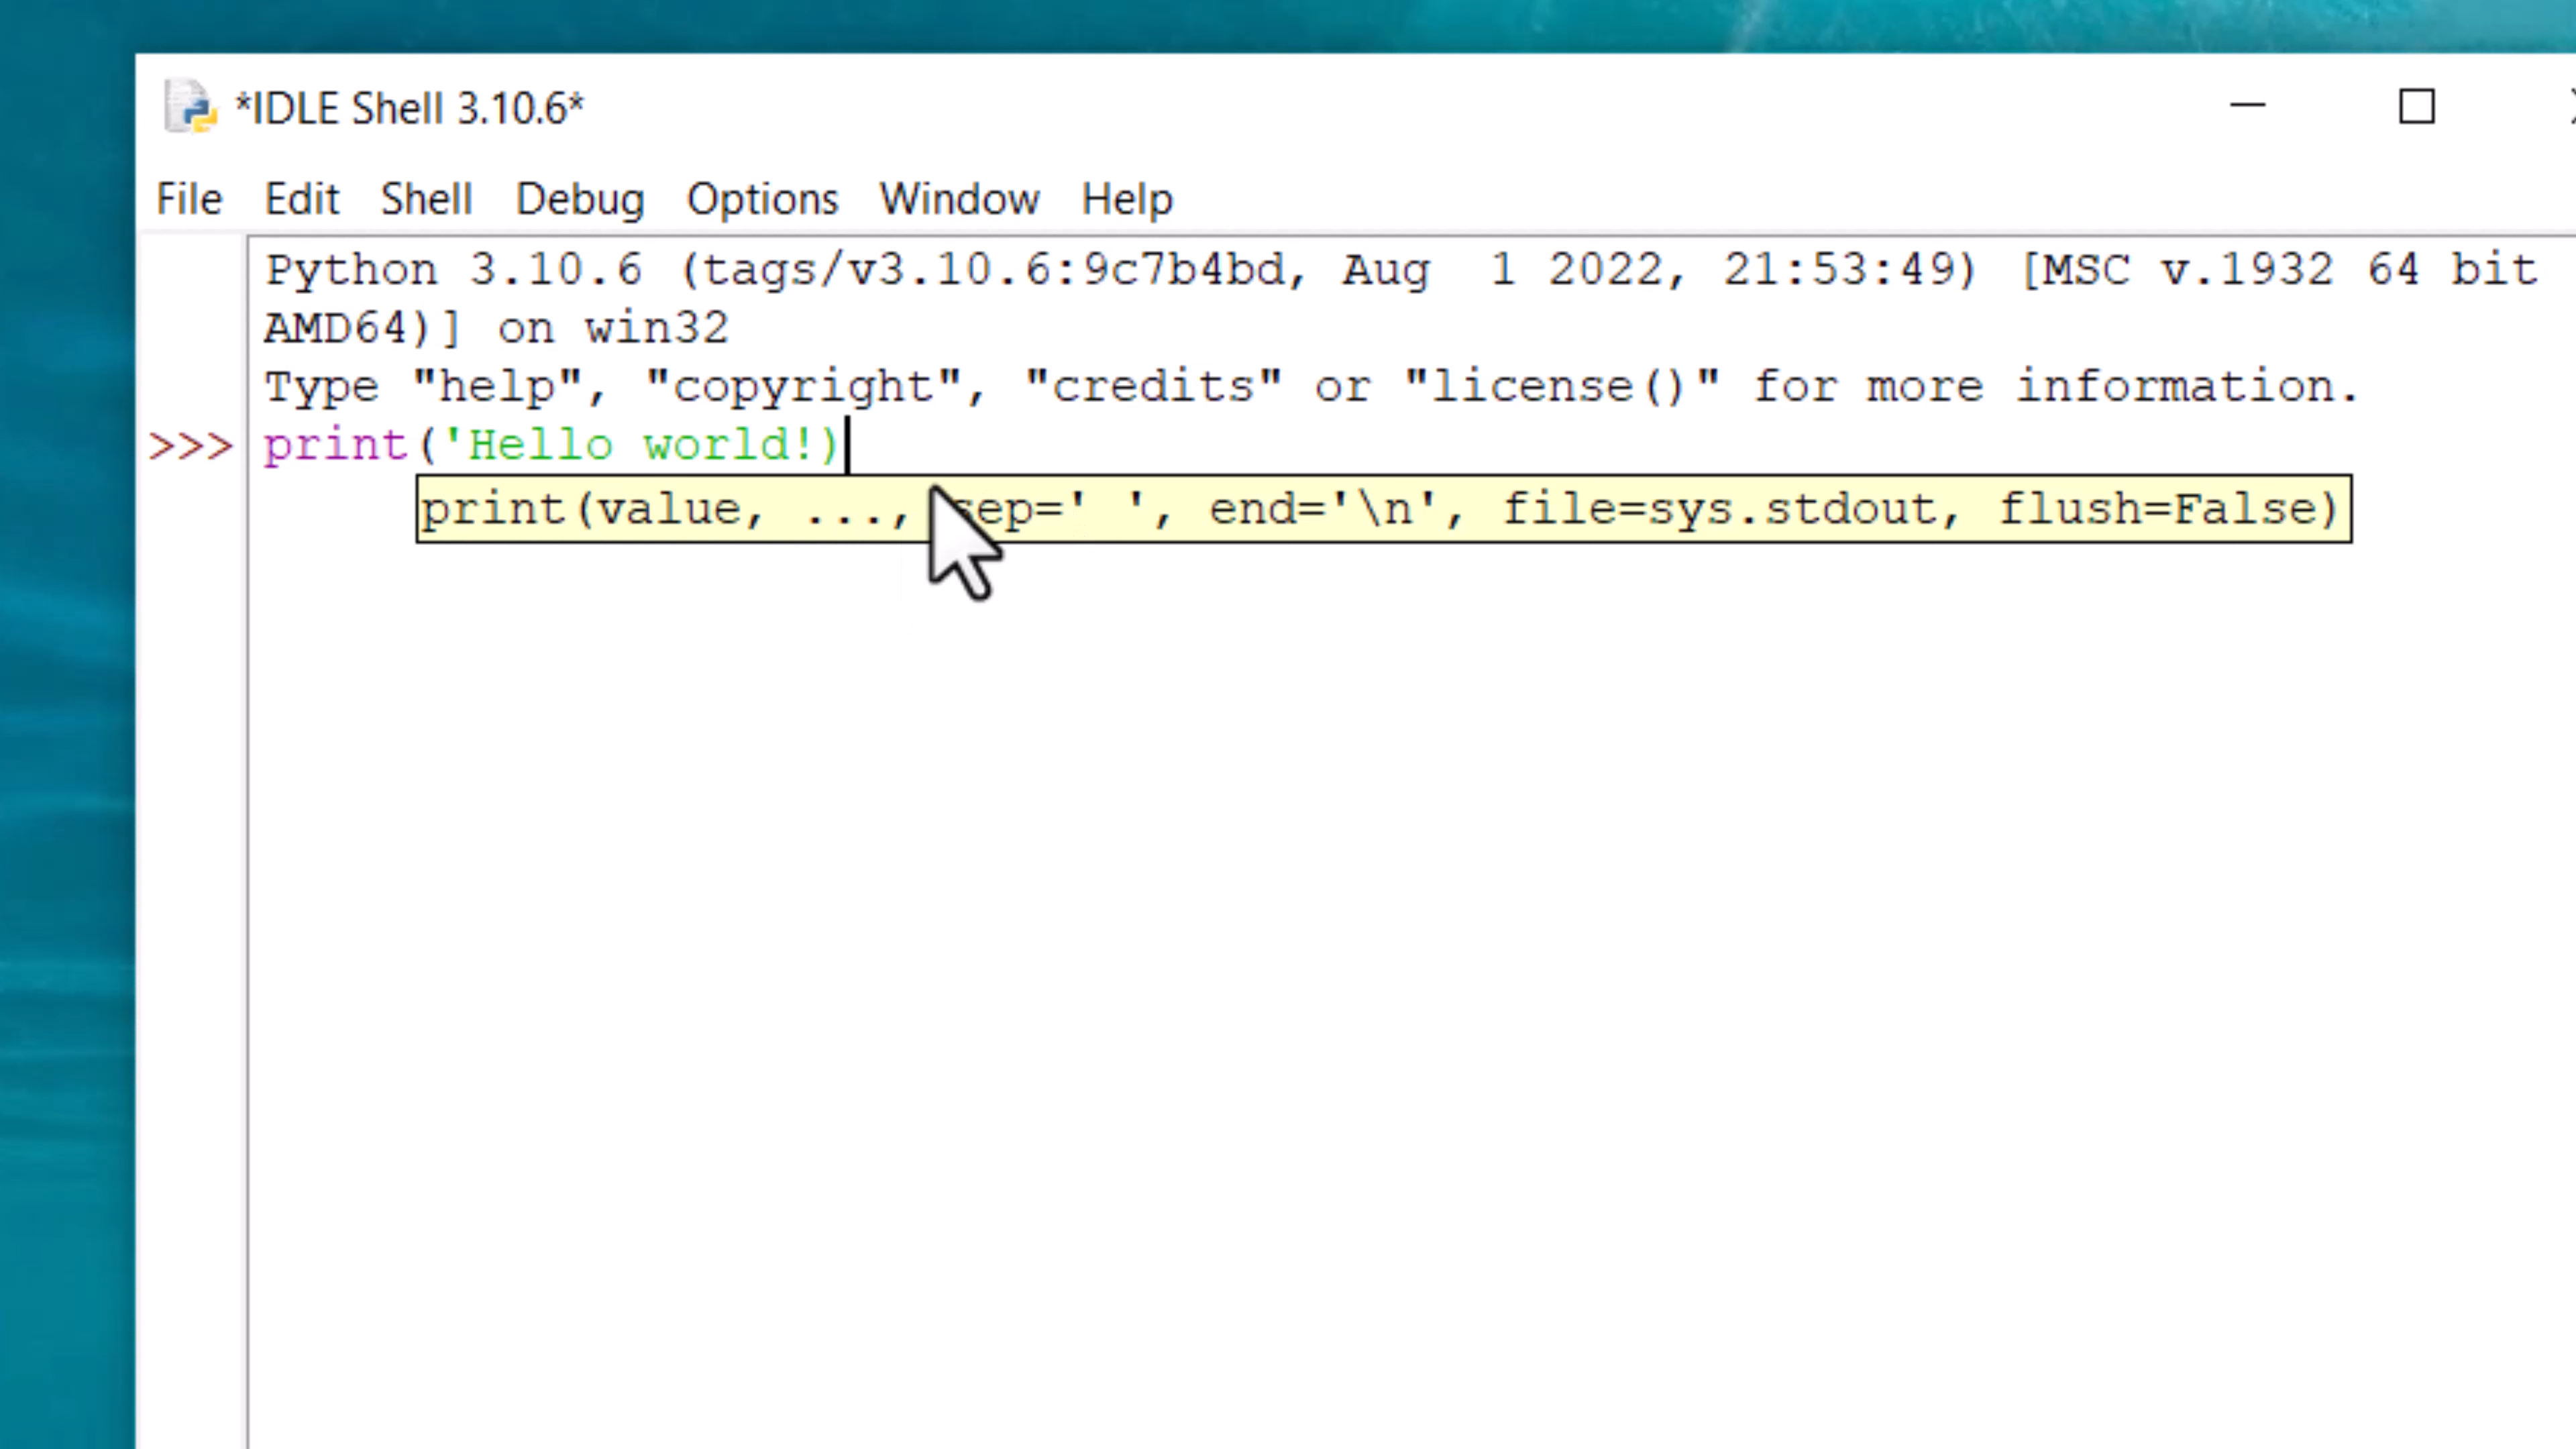 *IDLE Shell 3.10.6*
File Edit Shell Debug Options Window Help
Python 3.10.6 (tags/v3.10.6:9c7b4bd, Aug  1 2022, 21:53:49) [MSC v.1932 64 bit
AMD64)] on win32
Type "help", "copyright", "credits" or "license()" for more information.
>>> print('Hello world!)
print(value, ..., sep=' ', end='\n', file=sys.stdout, flush=False)